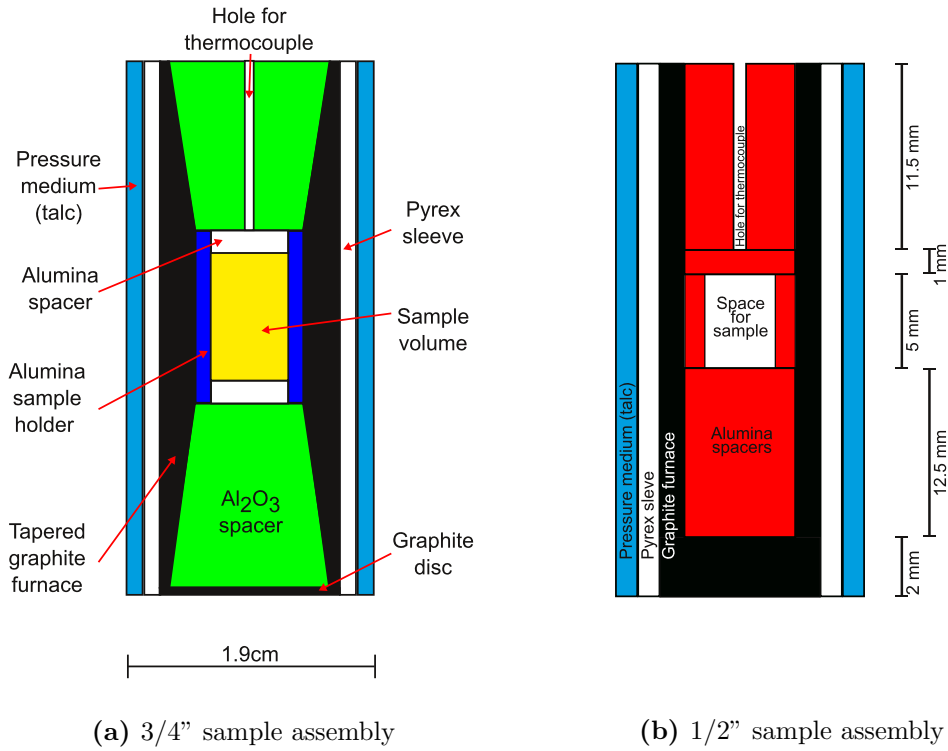 Hole for
thermocouple
Pressure
medium
(talc)
Pyrex
sleeve
Alumina
spacer
Sample
volume
Alumina
sample
holder
Al2O3
spacer
Tapered
graphite
furnace
Graphite
disc
1.9cm
(a) 3/4" sample assembly
Hole for thermocouple
Space
for
sample
Alumina
spacers
Pressure medium (talc)
Pyrex sleve
Graphite furnace
11.5 mm
1 mm
5 mm
12.5 mm
2 mm
(b) 1/2" sample assembly